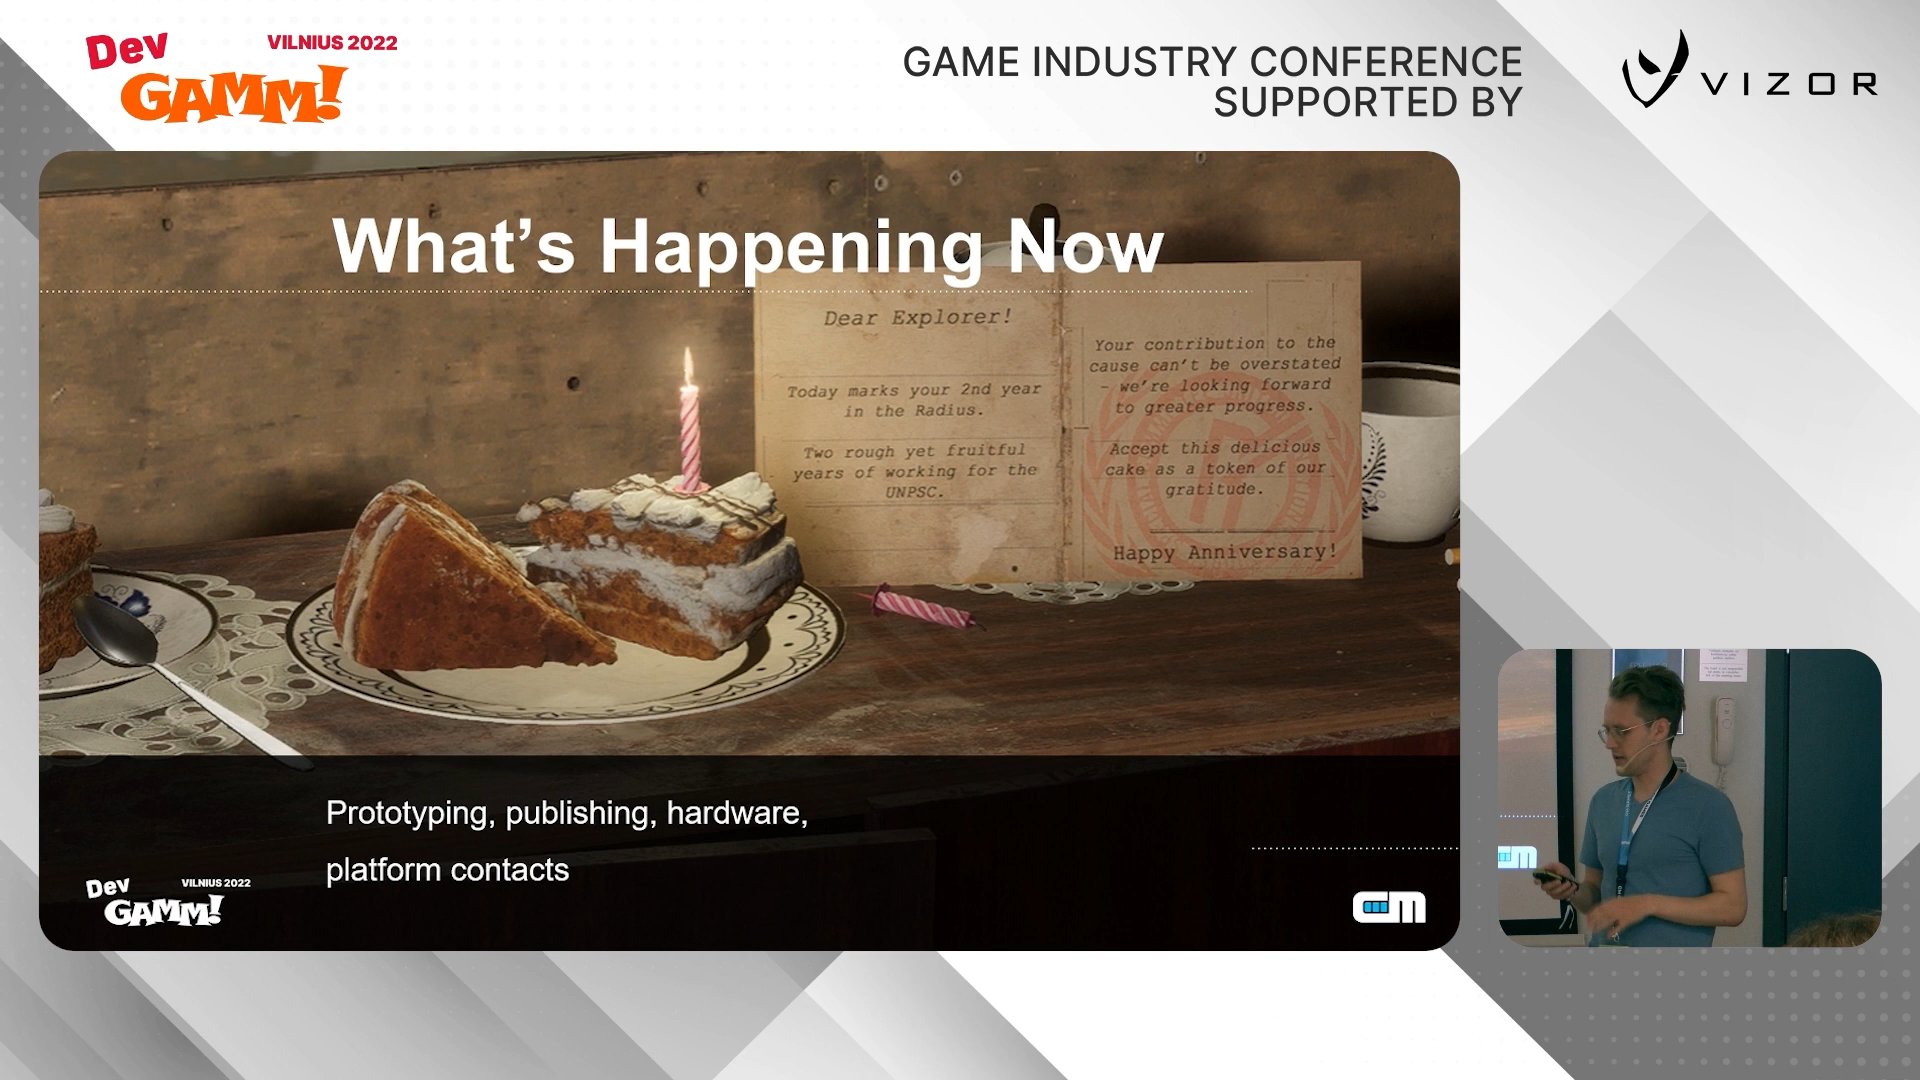 Dev
VILNIUS 2022
GAMM!
GAME INDUSTRY CONFERENCE
SUPPORTED BY
VIZOR
What's Happening Now
Dear Explorer!
Today marks your 2nd year
in the Radius.
Two rough yet fruitful
years of working for the
UNPSC.
Your contribution to the
cause can't be overstated
- we're looking forward
to greater progress.
Accept this delicious
cake as a token of our
gratitude.
Happy Anniversary!
Prototyping, publishing, hardware,
platform contacts
Dev
VILNIUS 2022
GAMM!
CM